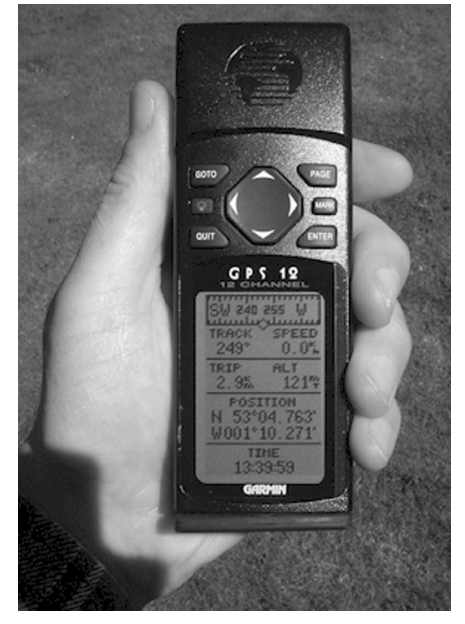 GOTO PAGE
MARK
QUIT ENTER
GPS 12
12 CHANNEL
SW 240 255 W
TRACK SPEED
249° 0.0
TRIP ALT
2.9 121
POSITION
N 53°04.763'
W001°10.271'
TIME
13:39:59
GARMIN